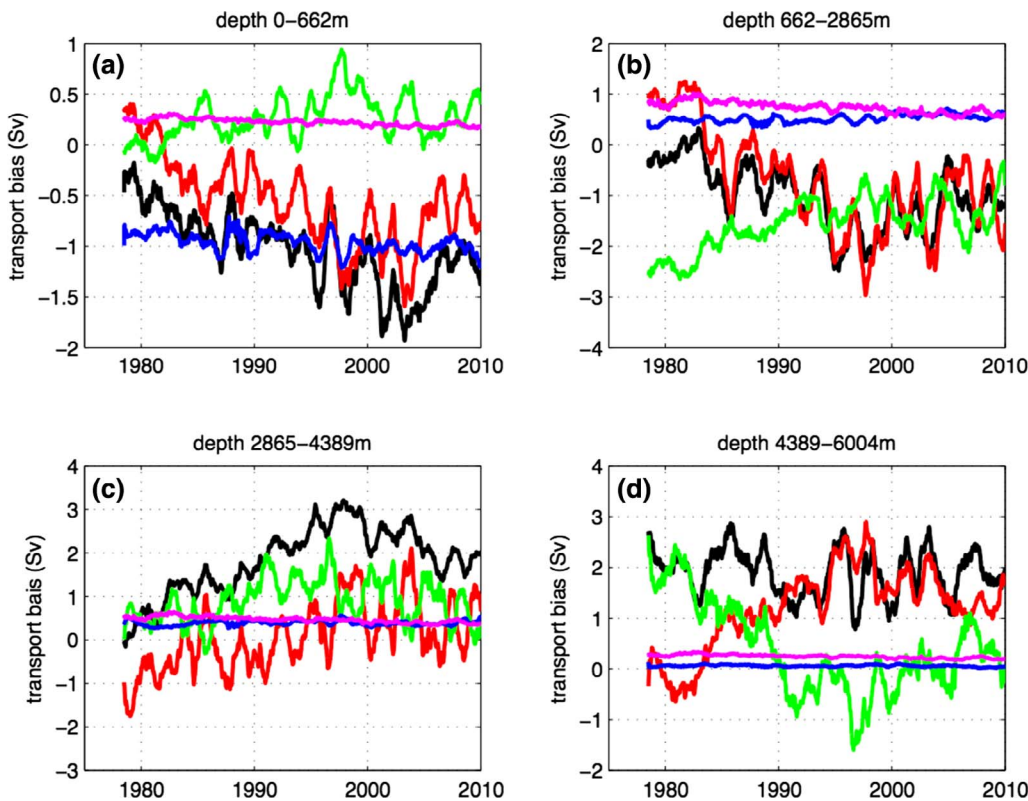 depth 0−662m
(a)
transport bias (Sv)
1
0.5
0
−0.5
−1
−1.5
−2
1980 1990 2000 2010
depth 662−2865m
(b)
transport bias (Sv)
2
1
0
−1
−2
−3
−4
1980 1990 2000 2010
depth 2865−4389m
(c)
transport bais (Sv)
4
3
2
1
0
−1
−2
−3
1980 1990 2000 2010
depth 4389−6004m
(d)
transport bias (Sv)
4
3
2
1
0
−1
−2
1980 1990 2000 2010